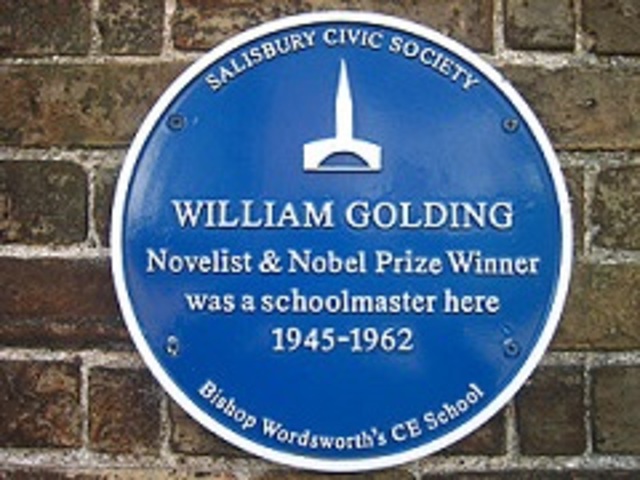 SALISBURY CIVIC SOCIETY
WILLIAM GOLDING
Novelist & Nobel Prize Winner
was a schoolmaster here
1945-1962
Bishop Wordsworth's CE School